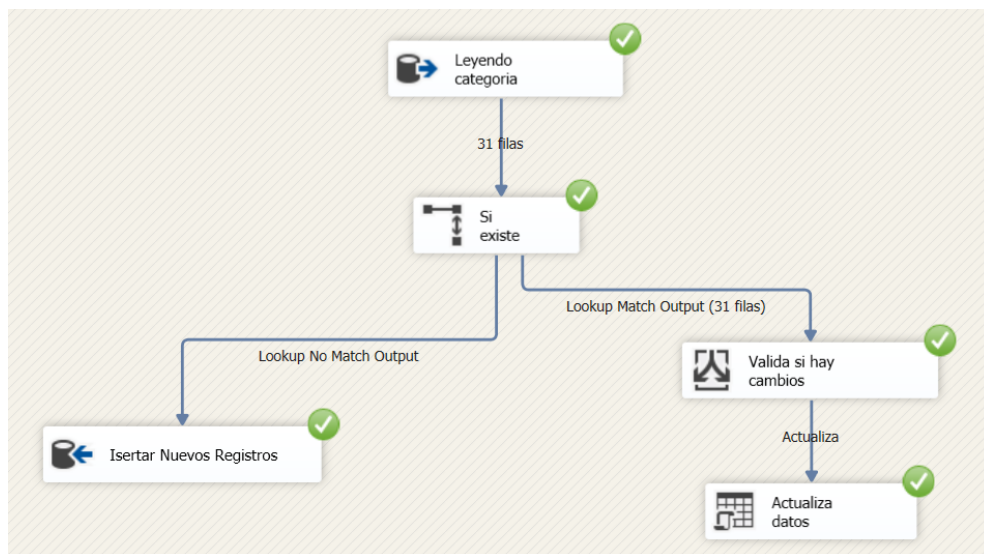 Leyendo
categoria
31 filas
Si
existe
Lookup Match Output (31 filas)
Lookup No Match Output
Valida si hay
cambios
Actualiza
Isertar Nuevos Registros
Actualiza
datos